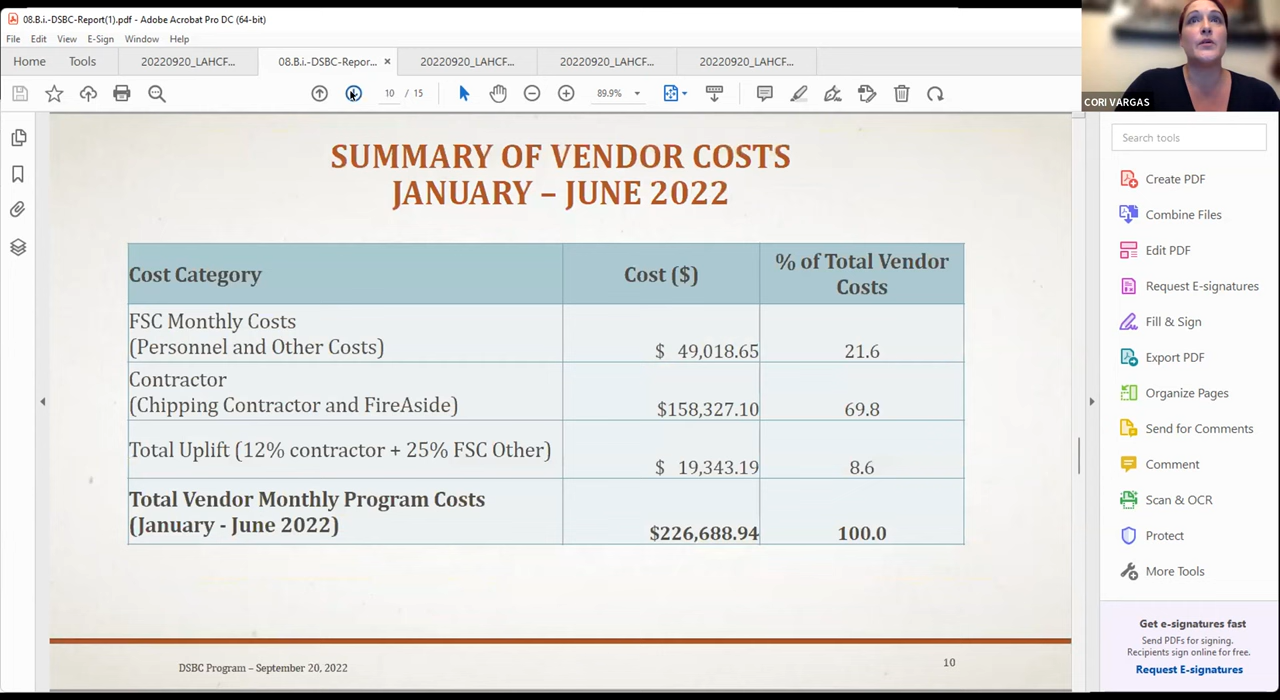 08.B.i.-DSBC-Report(1).pdf - Adobe Acrobat Pro DC (64-bit)
File Edit View E-Sign Window Help
Home Tools 20220920_LAHCF... 08.B.i.-DSBC-Repor... × 20220920_LAHCF... 20220920_LAHCF... 20220920_LAHCF...
10 / 15 89.9%
CORI VARGAS
SUMMARY OF VENDOR COSTS
JANUARY – JUNE 2022
Cost Category Cost ($) % of Total Vendor
Costs
FSC Monthly Costs
(Personnel and Other Costs) $ 49,018.65 21.6
Contractor
(Chipping Contractor and FireAside) $158,327.10 69.8
Total Uplift (12% contractor + 25% FSC Other) $ 19,343.19 8.6
Total Vendor Monthly Program Costs
(January - June 2022) $226,688.94 100.0
DSBC Program – September 20, 2022 10
Search tools
Create PDF
Combine Files
Edit PDF
Request E-signatures
Fill & Sign
Export PDF
Organize Pages
Send for Comments
Comment
Scan & OCR
Protect
More Tools
Get e-signatures fast
Send PDFs for signing.
Recipients sign online for free.
Request E-signatures